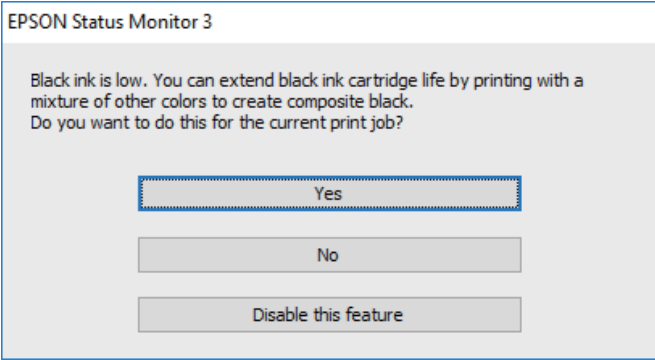 EPSON Status Monitor 3
Black ink is low. You can extend black ink cartridge life by printing with a
mixture of other colors to create composite black.
Do you want to do this for the current print job?
Yes
No
Disable this feature